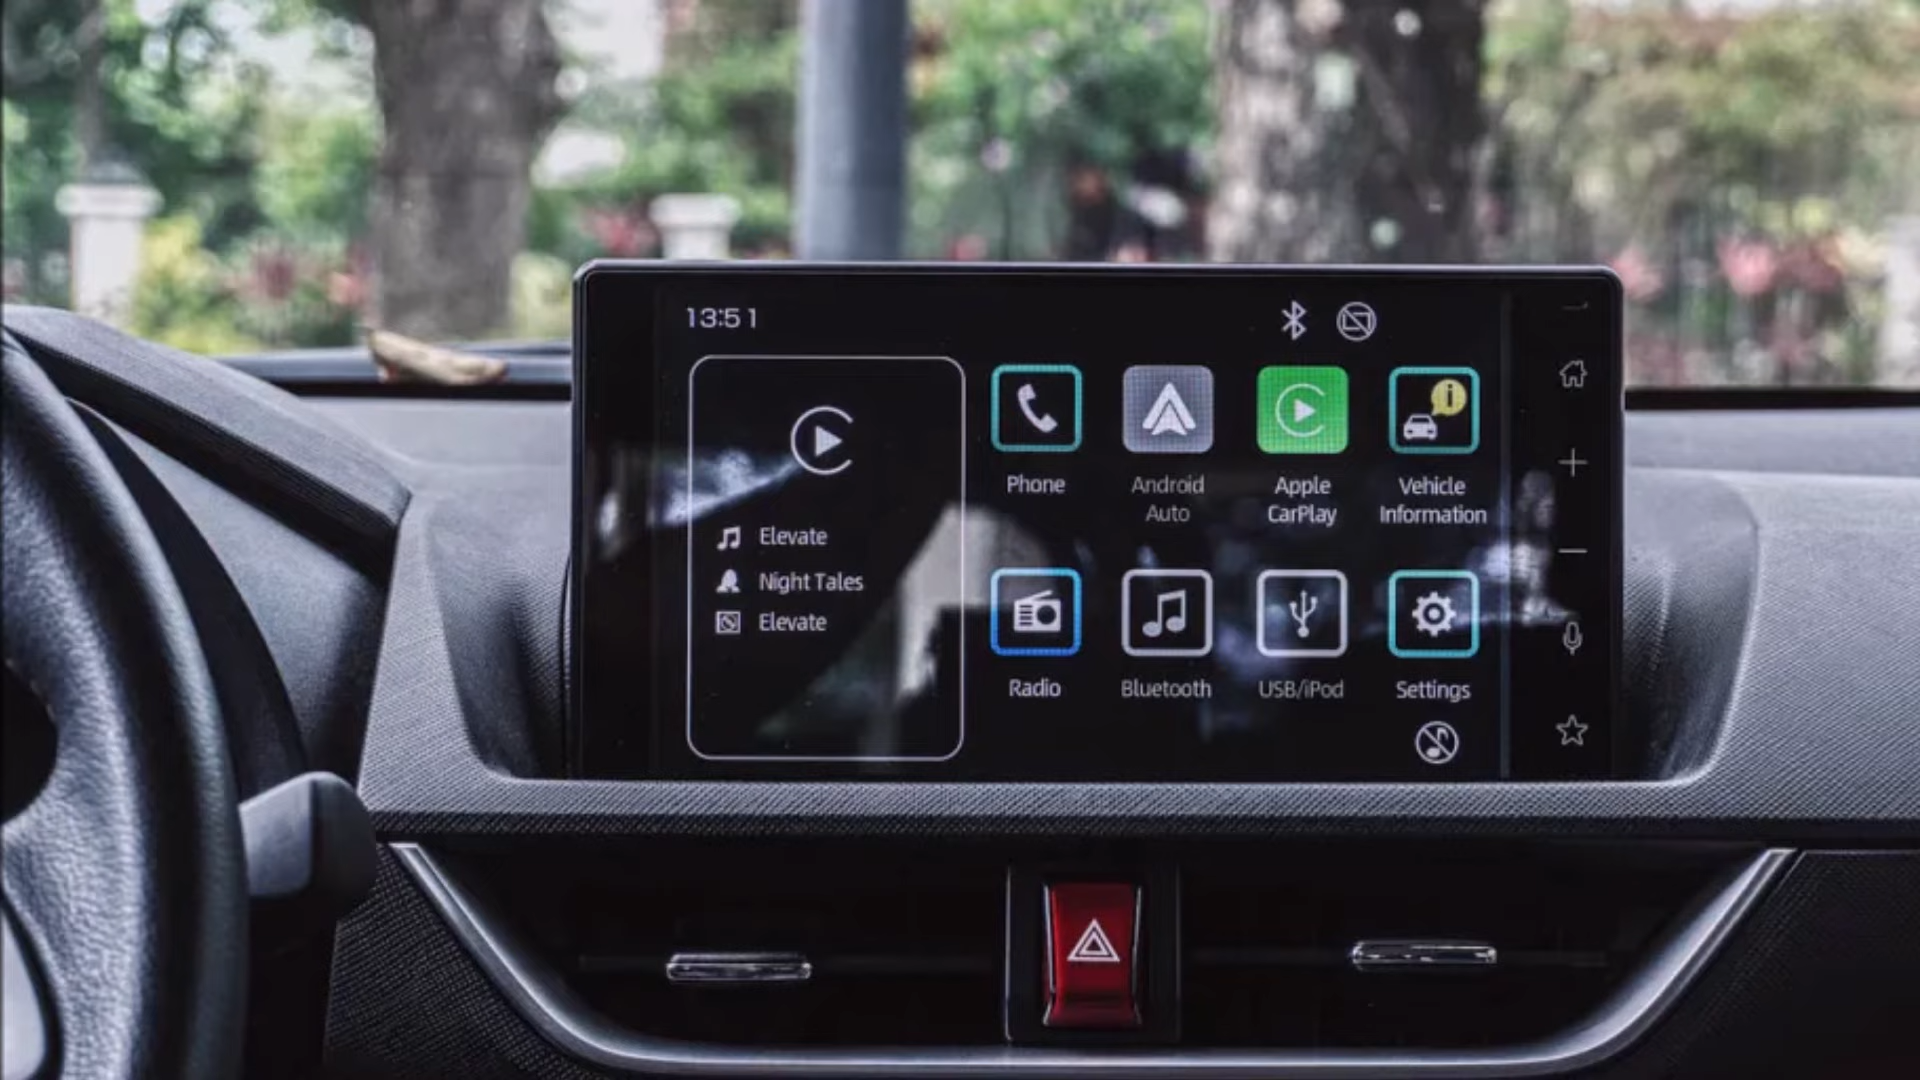 13:51
Elevate
Night Tales
Elevate
Phone
Android
Auto
Apple
CarPlay
Vehicle
Information
Radio
Bluetooth
USB/iPod
Settings